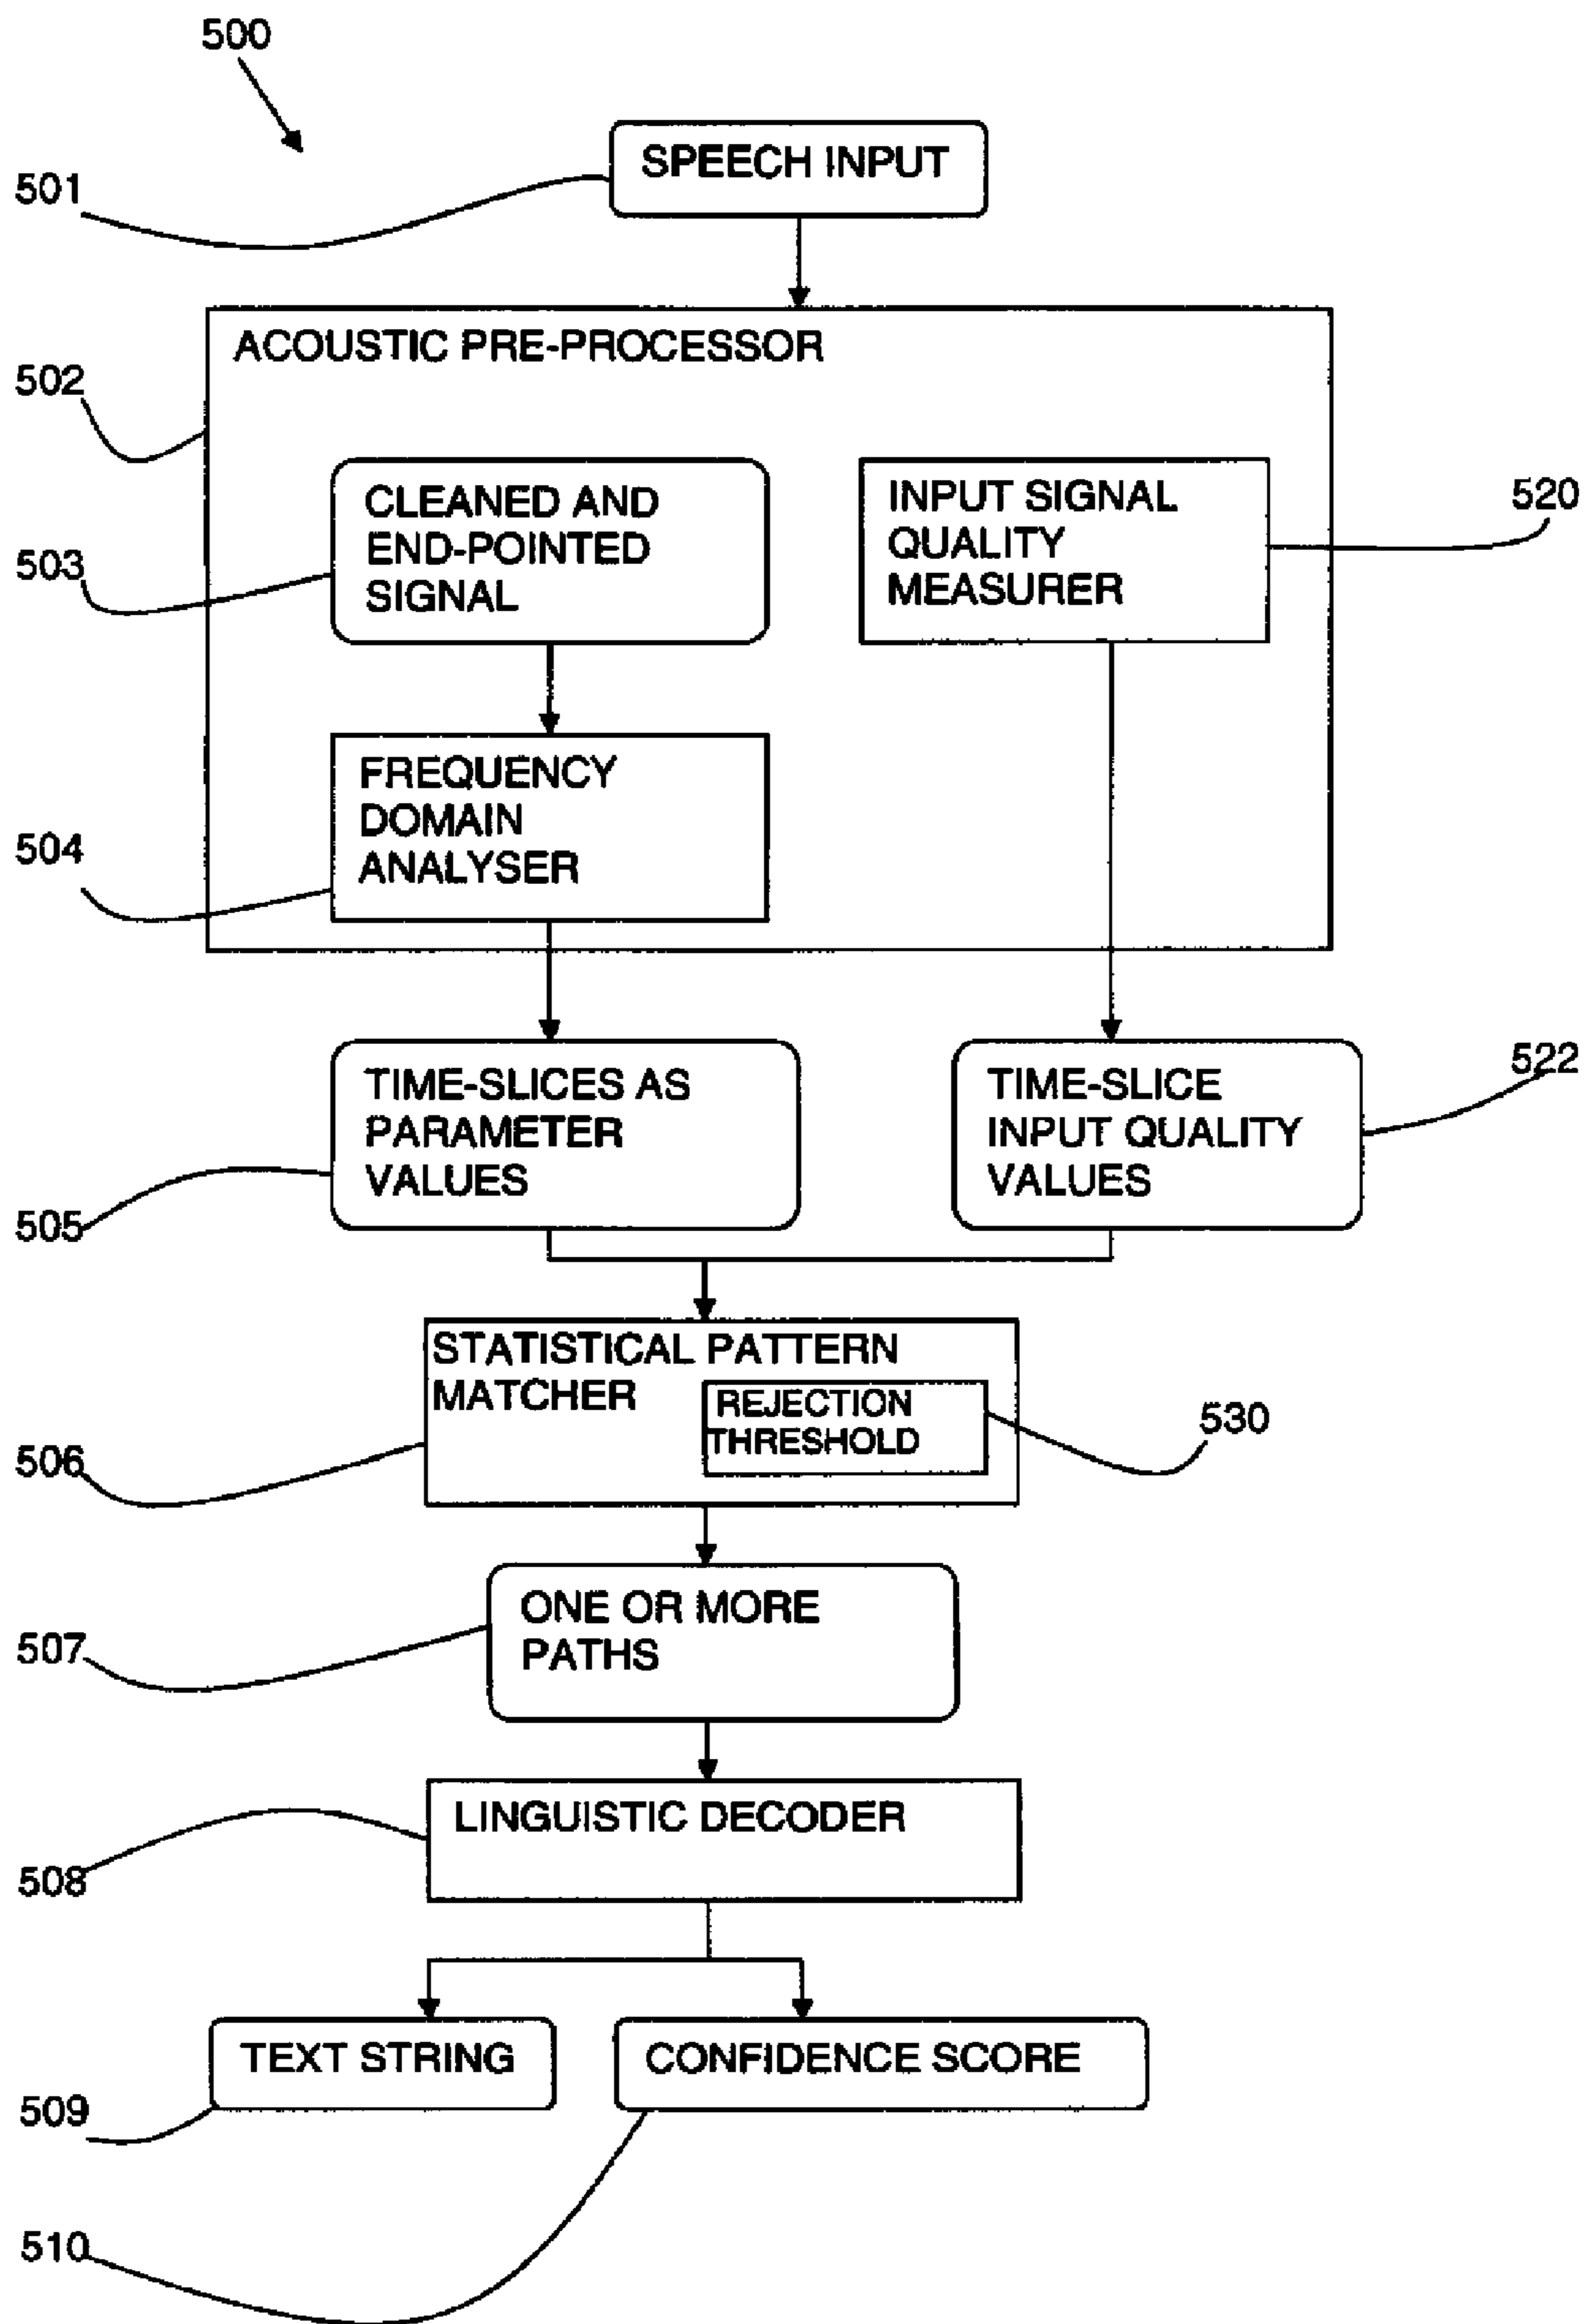 500
501
SPEECH INPUT
502
ACOUSTIC PRE-PROCESSOR
503
CLEANED AND
END-POINTED
SIGNAL
INPUT SIGNAL
QUALITY
MEASURER
520
504
FREQUENCY
DOMAIN
ANALYSER
505
TIME-SLICES AS
PARAMETER
VALUES
TIME-SLICE
INPUT QUALITY
VALUES
522
506
STATISTICAL PATTERN
MATCHER
REJECTION
THRESHOLD
530
507
ONE OR MORE
PATHS
508
LINGUISTIC DECODER
509
TEXT STRING
CONFIDENCE SCORE
510